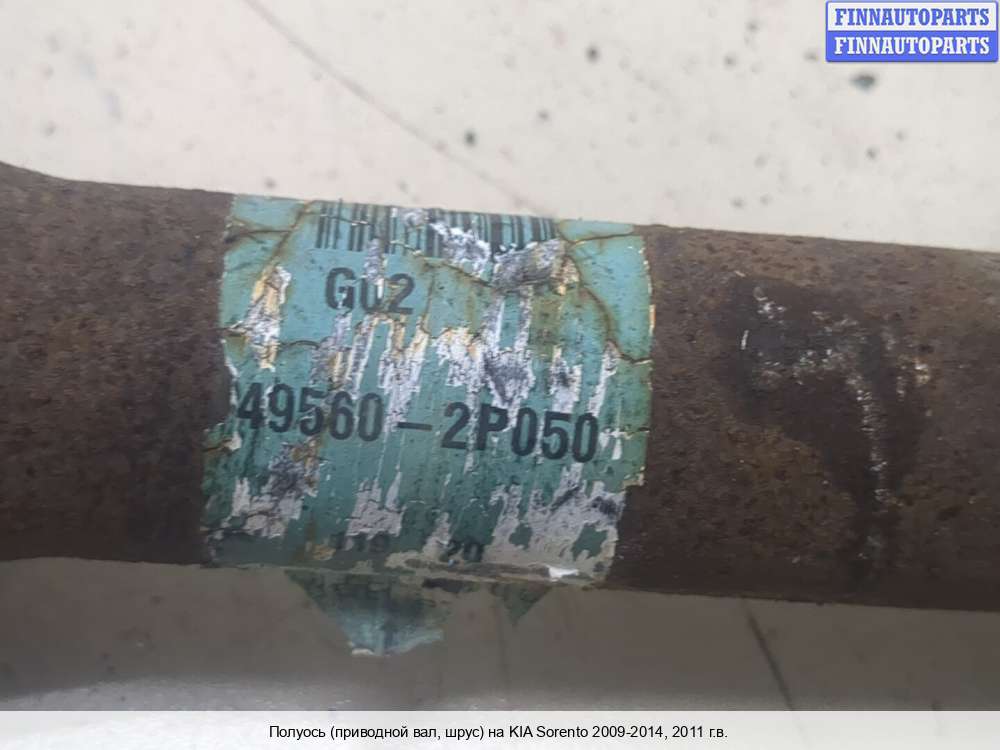 FINNAUTOPARTS
FINNAUTOPARTS
G02
49560-2P050
Полуось (приводной вал, шрус) на KIA Sorento 2009-2014, 2011 г.в.